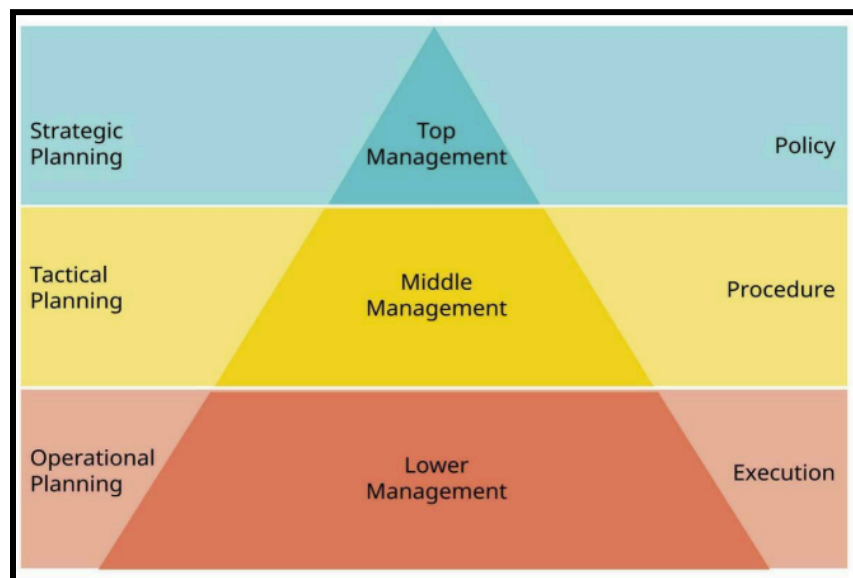 Strategic
Planning
Top
Management
Policy
Tactical
Planning
Middle
Management
Procedure
Operational
Planning
Lower
Management
Execution